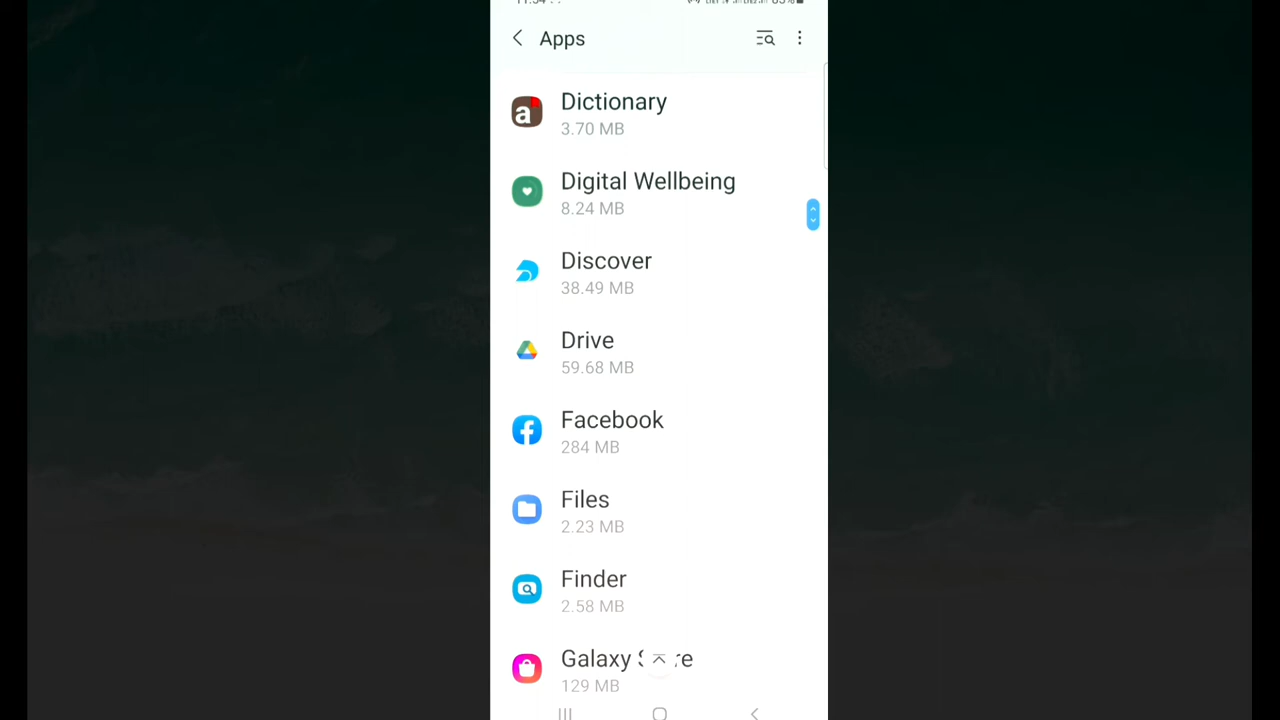 Apps
Dictionary
3.70 MB
Digital Wellbeing
8.24 MB
Discover
38.49 MB
Drive
59.68 MB
Facebook
284 MB
Files
2.23 MB
Finder
2.58 MB
Galaxy
129 MB